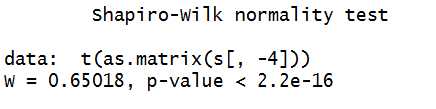 Shapiro-Wilk normality test
data:  t(as.matrix(s[, -4]))
W = 0.65018, p-value < 2.2e-16